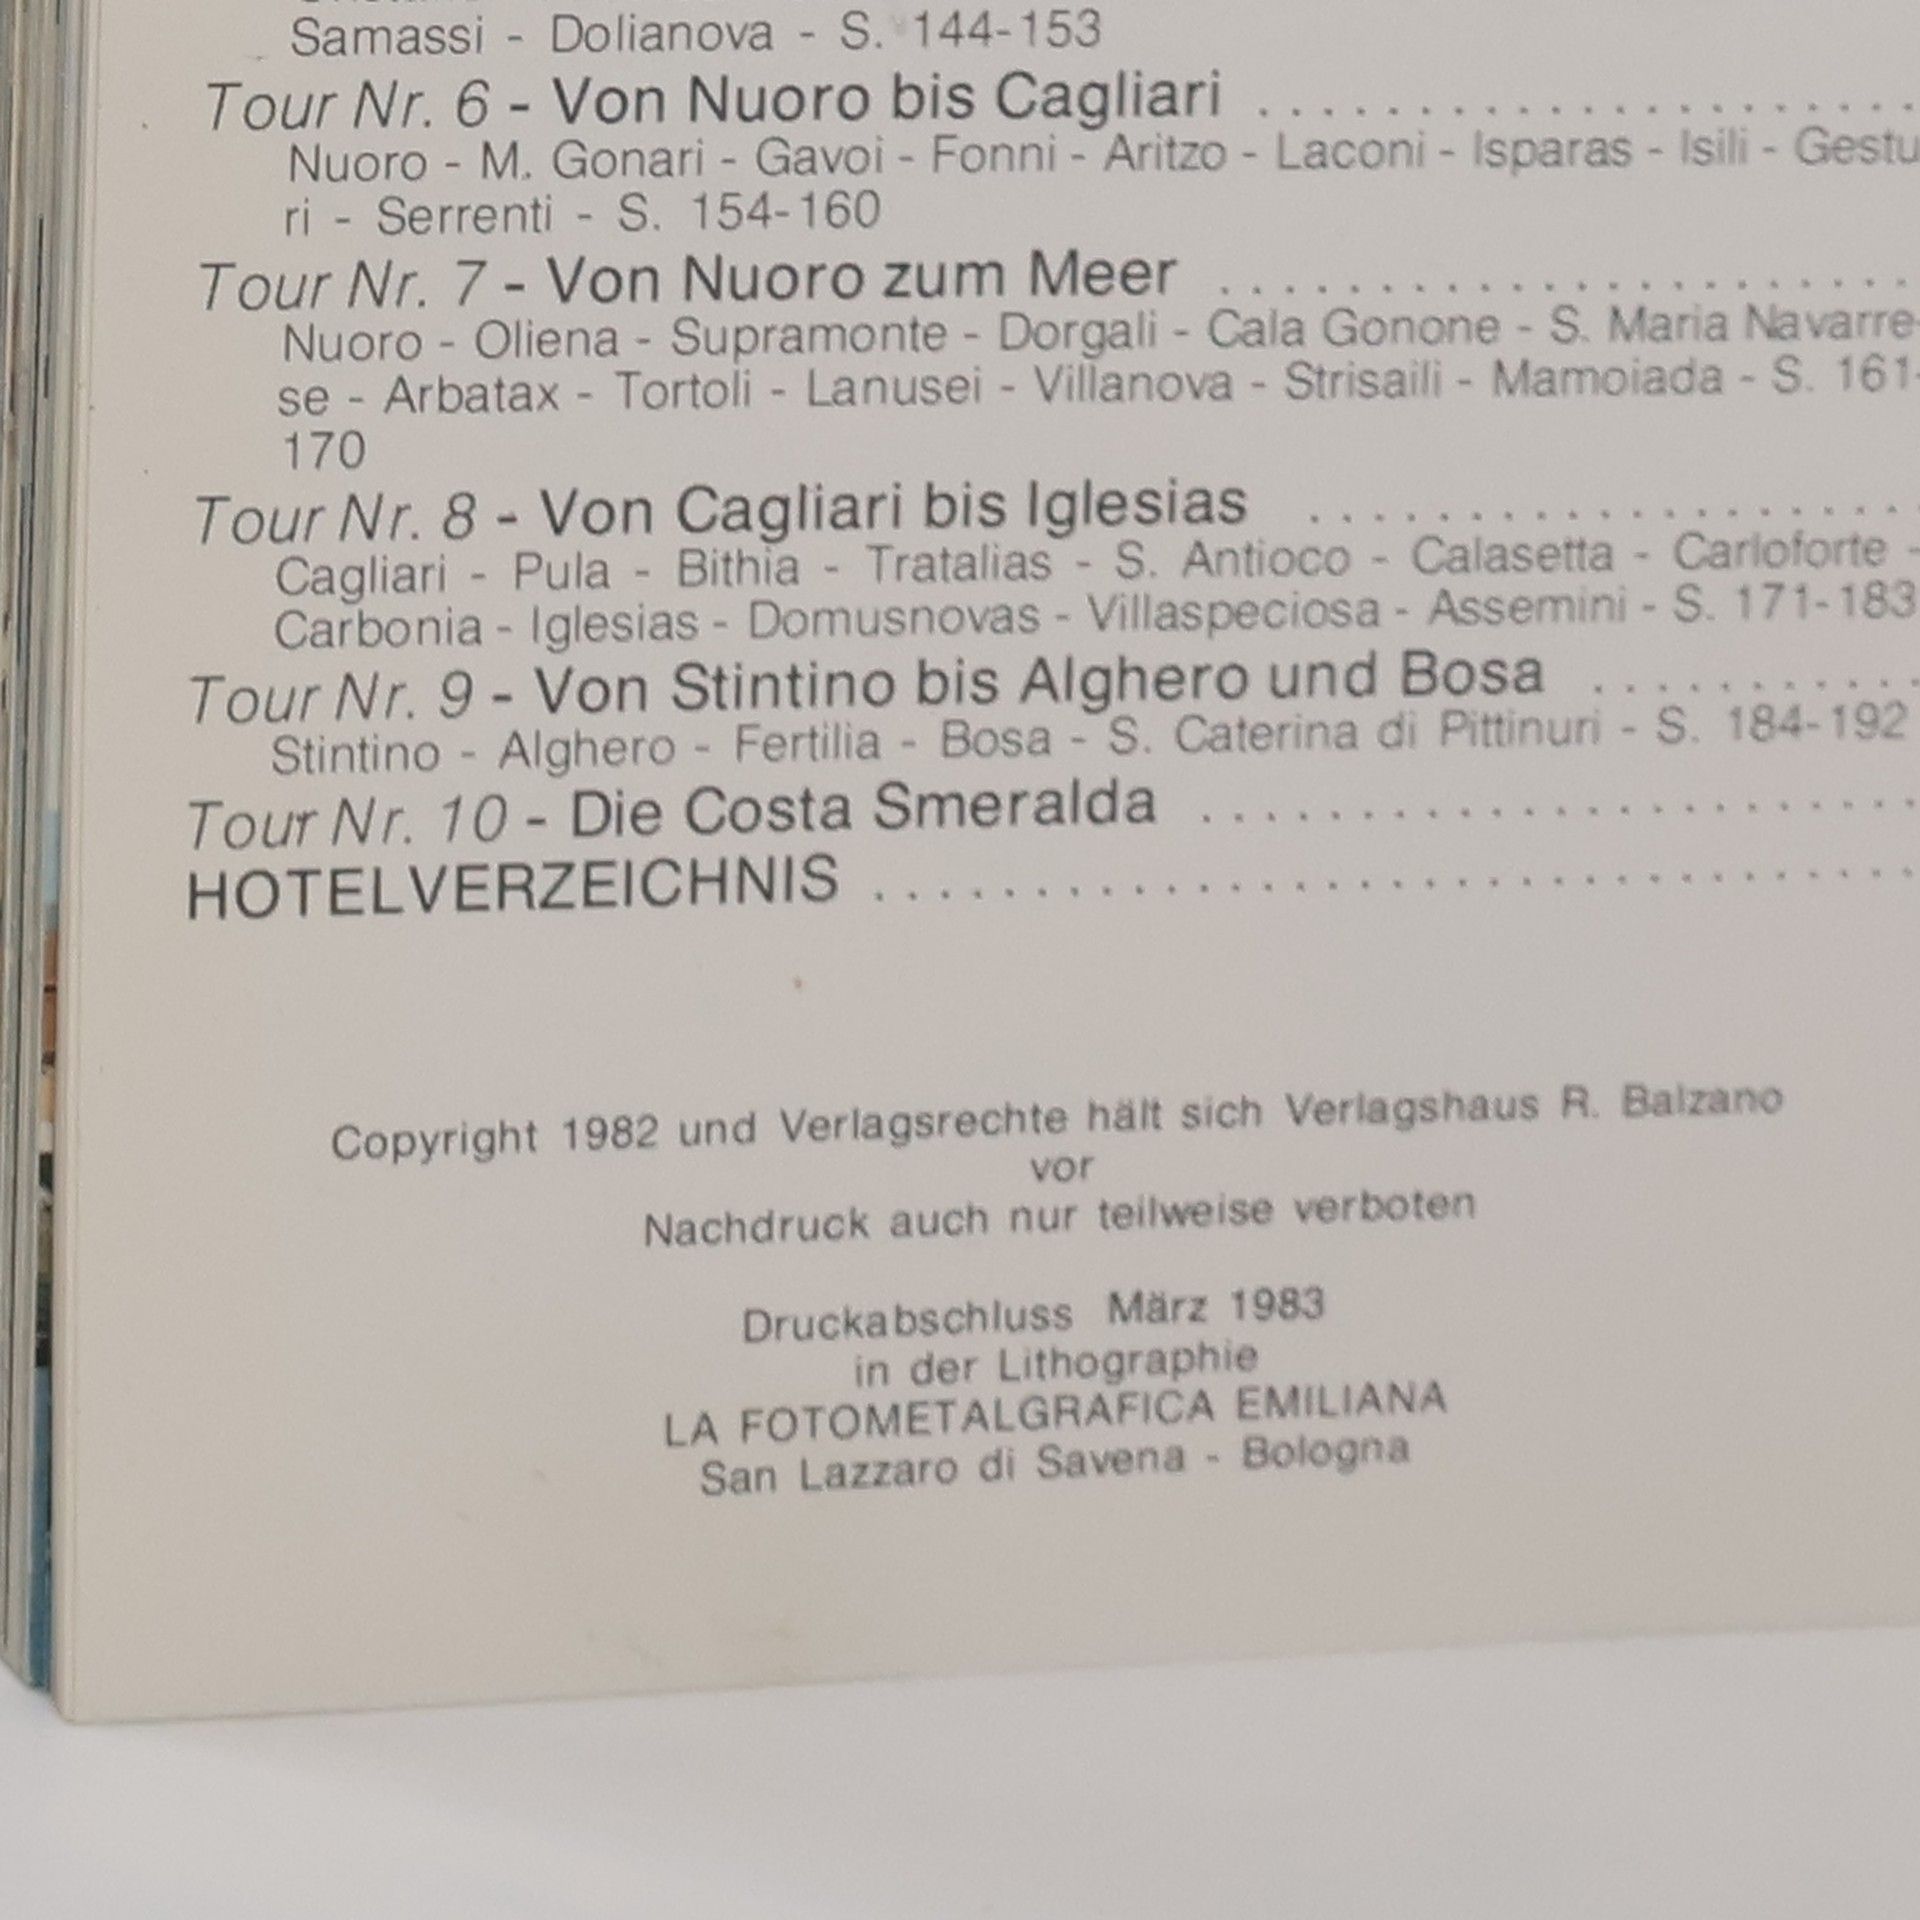 Samassi - Dolianova - S. 144-153
Tour Nr. 6 - Von Nuoro bis Cagliari ....................
Nuoro - M. Gonari - Gavoi - Fonni - Aritzo - Laconi - Isparas - Isili - Gestu
ri - Serrenti - S. 154-160
Tour Nr. 7 - Von Nuoro zum Meer ......................
Nuoro - Oliena - Supramonte - Dorgali - Cala Gonone - S. Maria Navarre-
se - Arbatax - Tortoli - Lanusei - Villanova - Strisaili - Mamoiada - S. 161-
170
Tour Nr. 8 - Von Cagliari bis Iglesias ...................
Cagliari - Pula - Bithia - Tratalias - S. Antioco - Calasetta - Carloforte -
Carbonia - Iglesias - Domusnovas - Villaspeciosa - Assemini - S. 171-183
Tour Nr. 9 - Von Stintino bis Alghero und Bosa ..........
Stintino - Alghero - Fertilia - Bosa - S. Caterina di Pittinuri - S. 184-192
Tour Nr. 10 - Die Costa Smeralda ......................
HOTELVERZEICHNIS ................................
Copyright 1982 und Verlagsrechte hält sich Verlagshaus R. Balzano
vor
Nachdruck auch nur teilweise verboten
Druckabschluss März 1983
in der Lithographie
LA FOTOMETALGRAFICA EMILIANA
San Lazzaro di Savena - Bologna